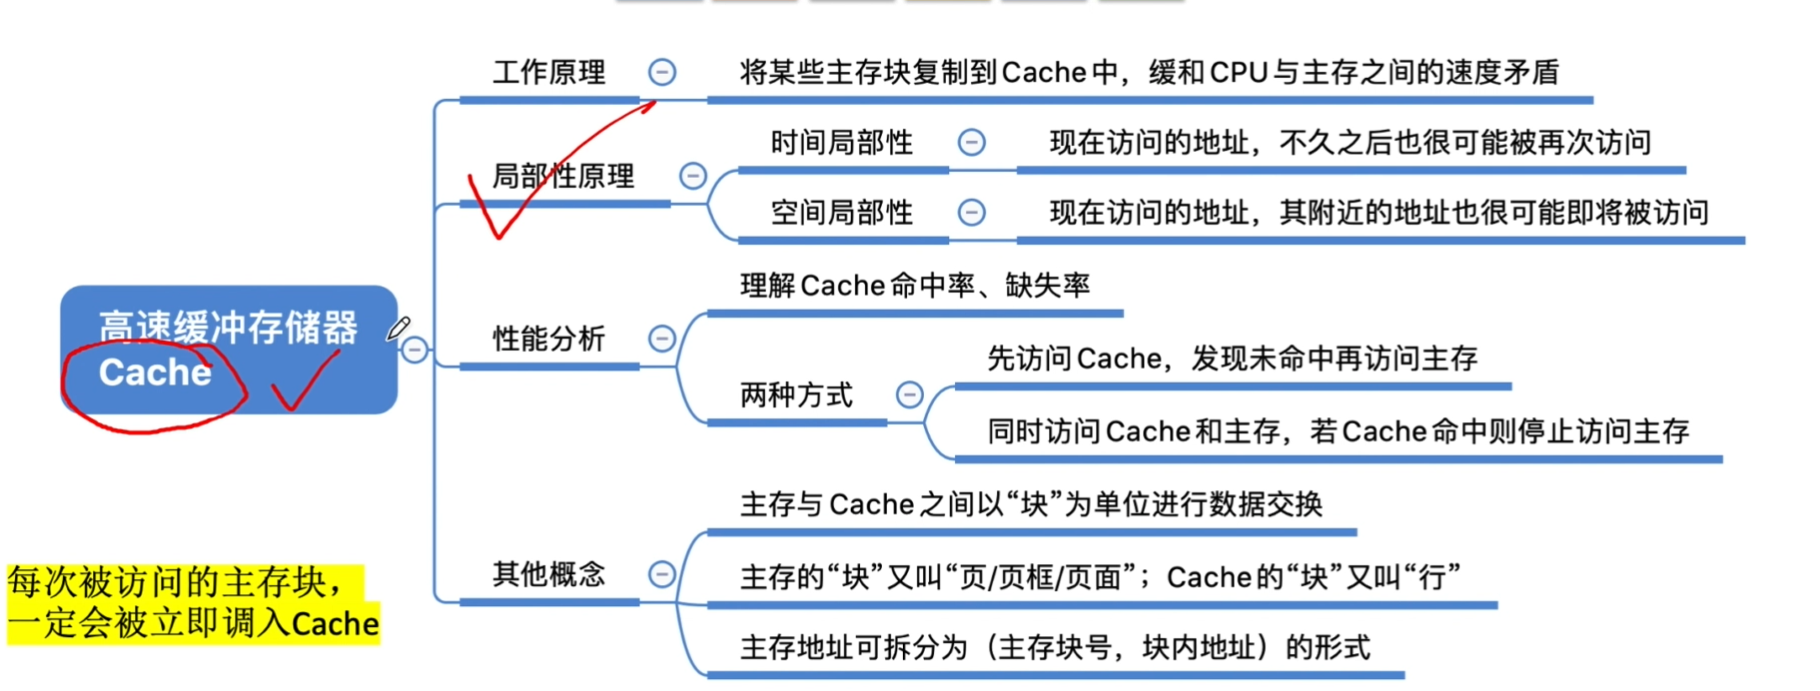 工作原理
将某些主存块复制到Cache中，缓和CPU与主存之间的速度矛盾
局部性原理
时间局部性
现在访问的地址，不久之后也很可能被再次访问
空间局部性
现在访问的地址，其附近的地址也很可能即将被访问
高速缓冲存储器
Cache
性能分析
理解Cache命中率、缺失率
两种方式
先访问Cache，发现未命中再访问主存
同时访问Cache和主存，若Cache命中则停止访问主存
其他概念
主存与Cache之间以“块”为单位进行数据交换
主存的“块”又叫“页/页框/页面”；Cache的“块”又叫“行”
主存地址可拆分为（主存块号，块内地址）的形式
每次被访问的主存块，
一定会被立即调入Cache